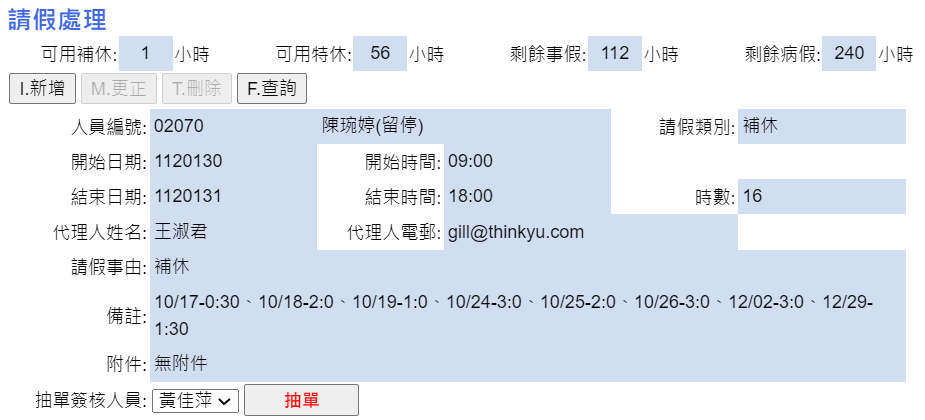 請假處理
可用補休: 1 小時 可用特休: 56 小時 剩餘事假: 112 小時 剩餘病假: 240 小時
I.新增 M.更正 T.刪除 F.查詢
人員編號: 02070 陳琬婷(留停) 請假類別: 補休
開始日期: 1120130 開始時間: 09:00
結束日期: 1120131 結束時間: 18:00 時數: 16
代理人姓名: 王淑君 代理人電郵: gill@thinkyu.com
請假事由: 補休
備註: 10/17-0:30、10/18-2:0、10/19-1:0、10/24-3:0、10/25-2:0、10/26-3:0、12/02-3:0、12/29-
1:30
附件: 無附件
抽單簽核人員: 黃佳萍 抽單